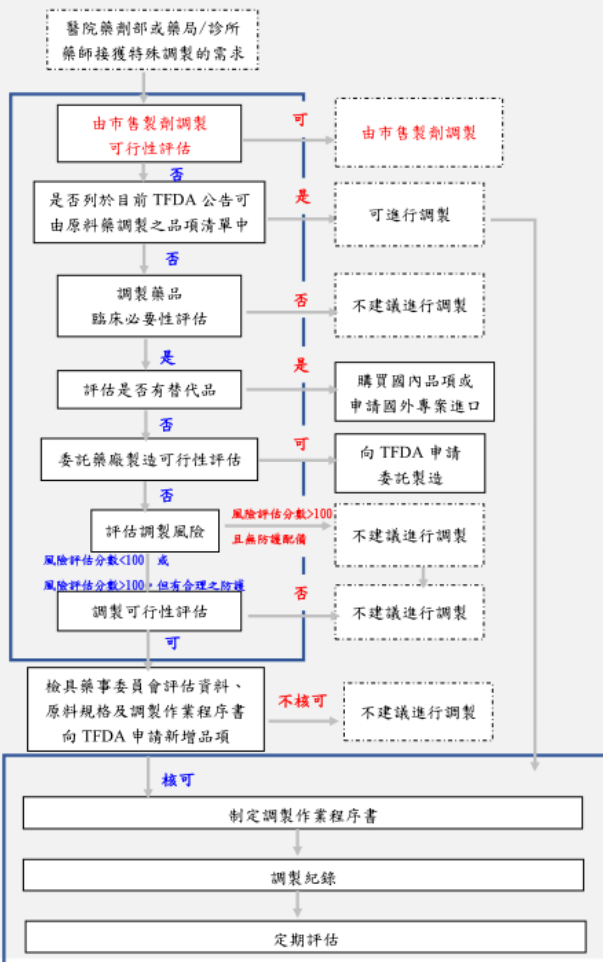 醫院藥劑部或藥局/診所
藥師接獲特殊調製的需求
由市售製劑調製
可行性評估
可
由市售製劑調製
否
是否列於目前 TFDA 公告可
由原料藥調製之品項清單中
是
可進行調製
否
調製藥品
臨床必要性評估
否
不建議進行調製
是
評估是否有替代品
是
購買國內品項或
申請國外專案進口
否
委託藥廠製造可行性評估
可
向 TFDA 申請
委託製造
否
評估調製風險
風險評估分數>100
且無防護配備
不建議進行調製
風險評估分數<100 或
風險評估分數>100,但有合理之防護
調製可行性評估
否
不建議進行調製
可
檢具藥事委員會評估資料、
原料規格及調製作業程序書
向 TFDA 申請新增品項
不核可
不建議進行調製
核可
制定調製作業程序書
調製紀錄
定期評估